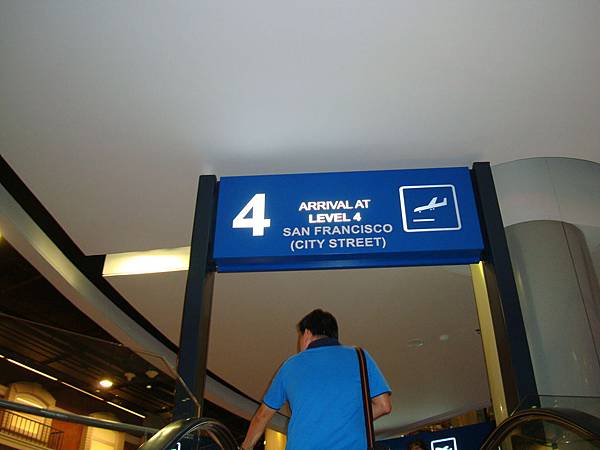 4
ARRIVAL AT
LEVEL 4
SAN FRANCISCO
(CITY STREET)